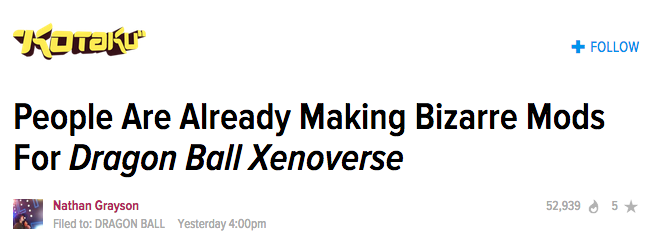 KOTAKU
FOLLOW
People Are Already Making Bizarre Mods
For Dragon Ball Xenoverse
Nathan Grayson
52,939 5
Filed to: DRAGON BALL Yesterday 4:00pm